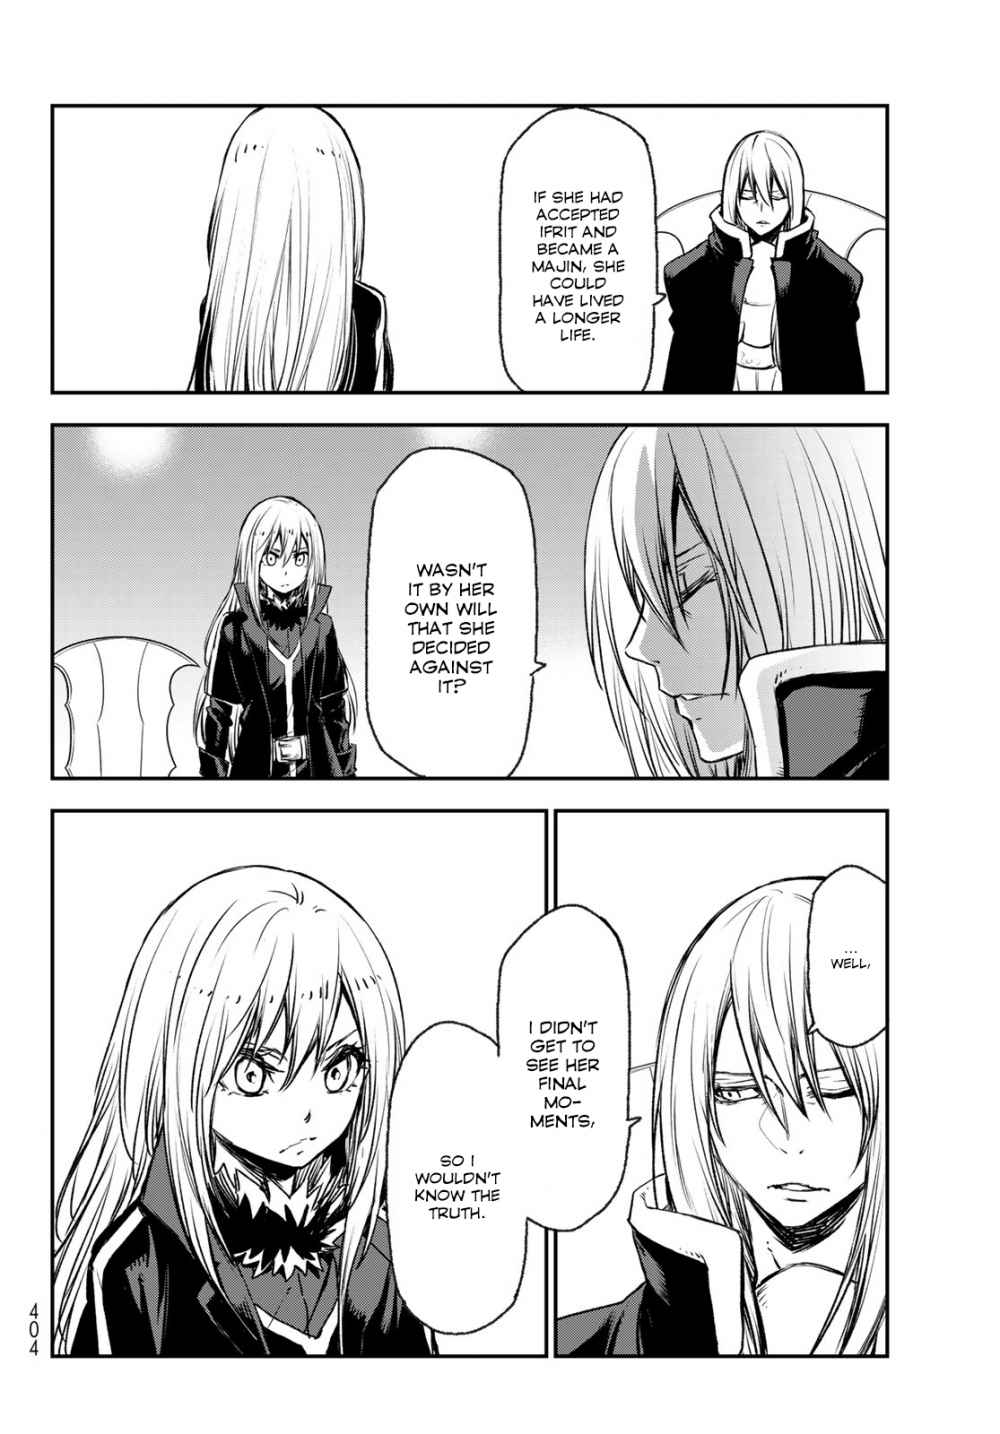 IF SHE HAD
ACCEPTED
IFRIT AND
BECAME A
MAJIN, SHE
COULD
HAVE LIVED
A LONGER
LIFE.
WASN'T
IT BY HER
OWN WILL
THAT SHE
DECIDED
AGAINST
IT?
...
WELL,
I DIDN'T
GET TO
SEE HER
FINAL
MO-
MENTS,
SO I
WOULDN'T
KNOW THE
TRUTH.
404